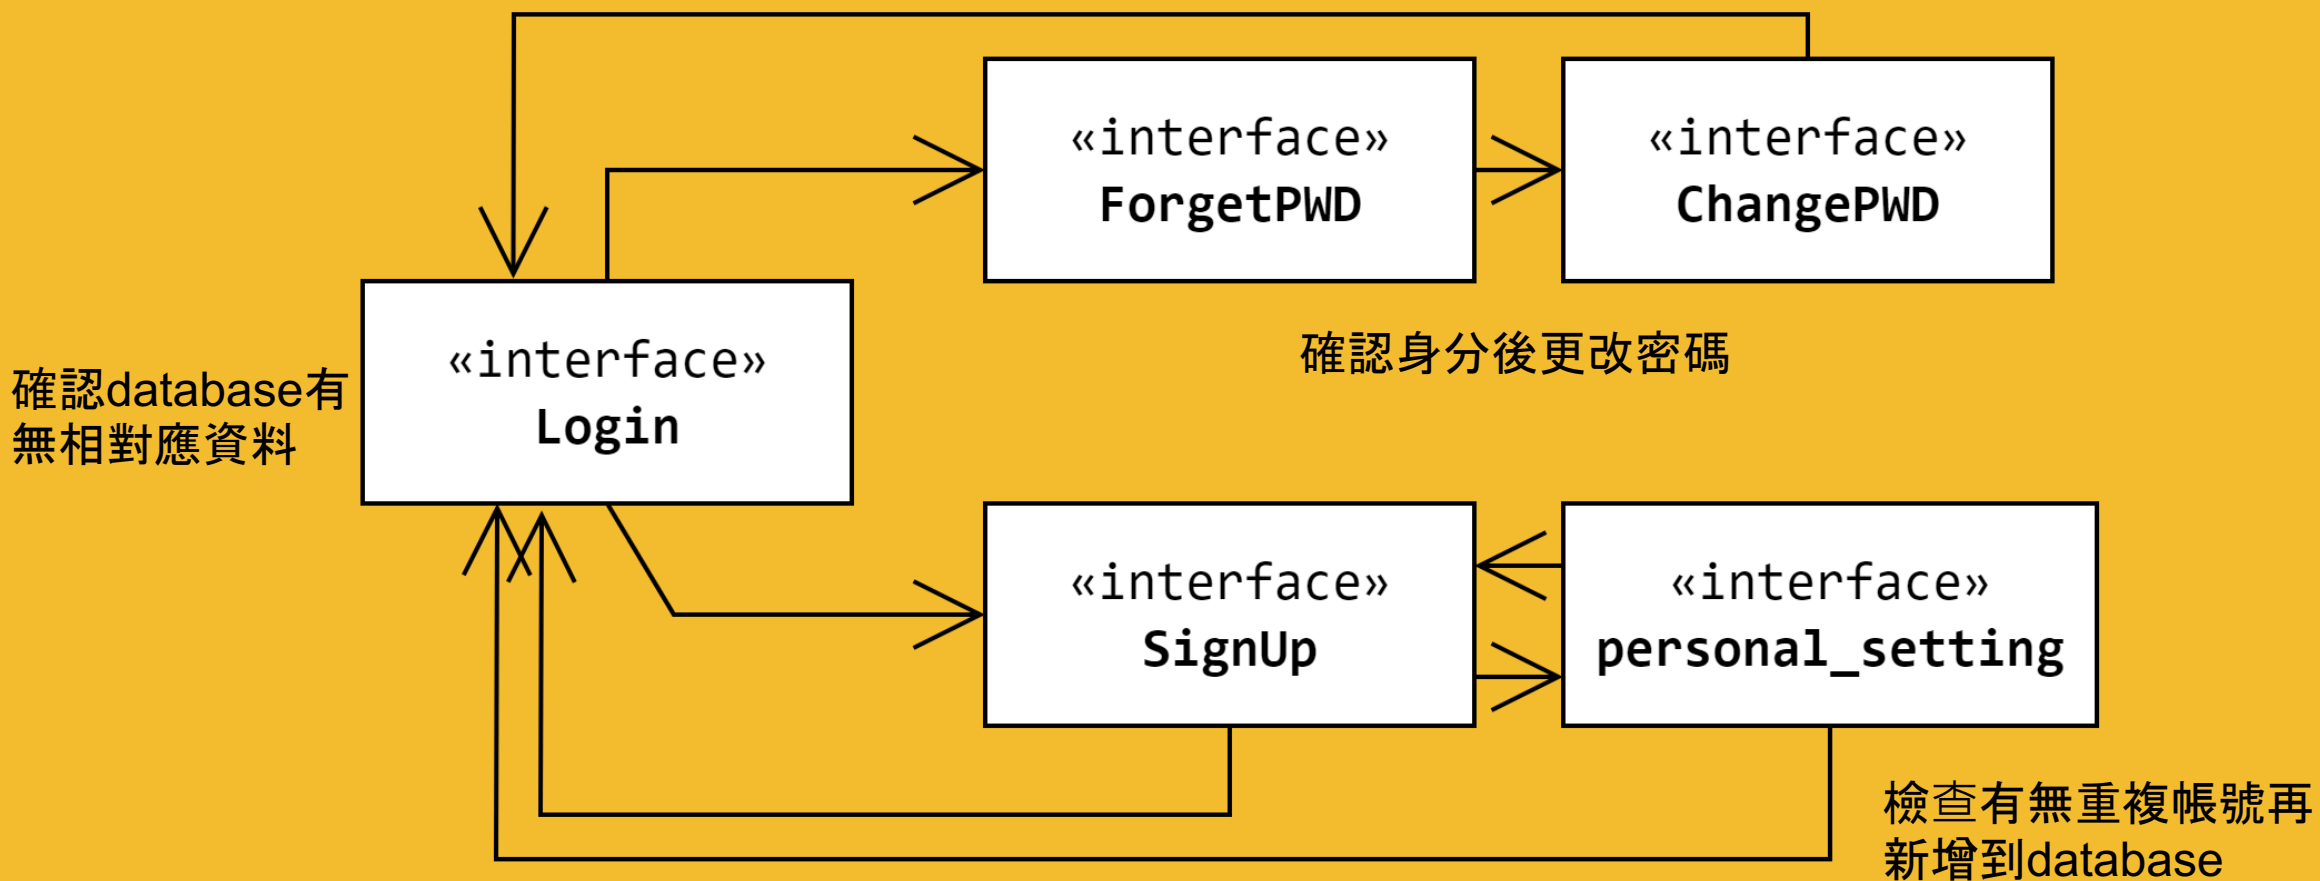 «interface»
ForgetPWD
«interface»
ChangePWD
確認身分後更改密碼
確認database有
無相對應資料
«interface»
Login
«interface»
SignUp
«interface»
personal_setting
檢查有無重複帳號再
新增到database